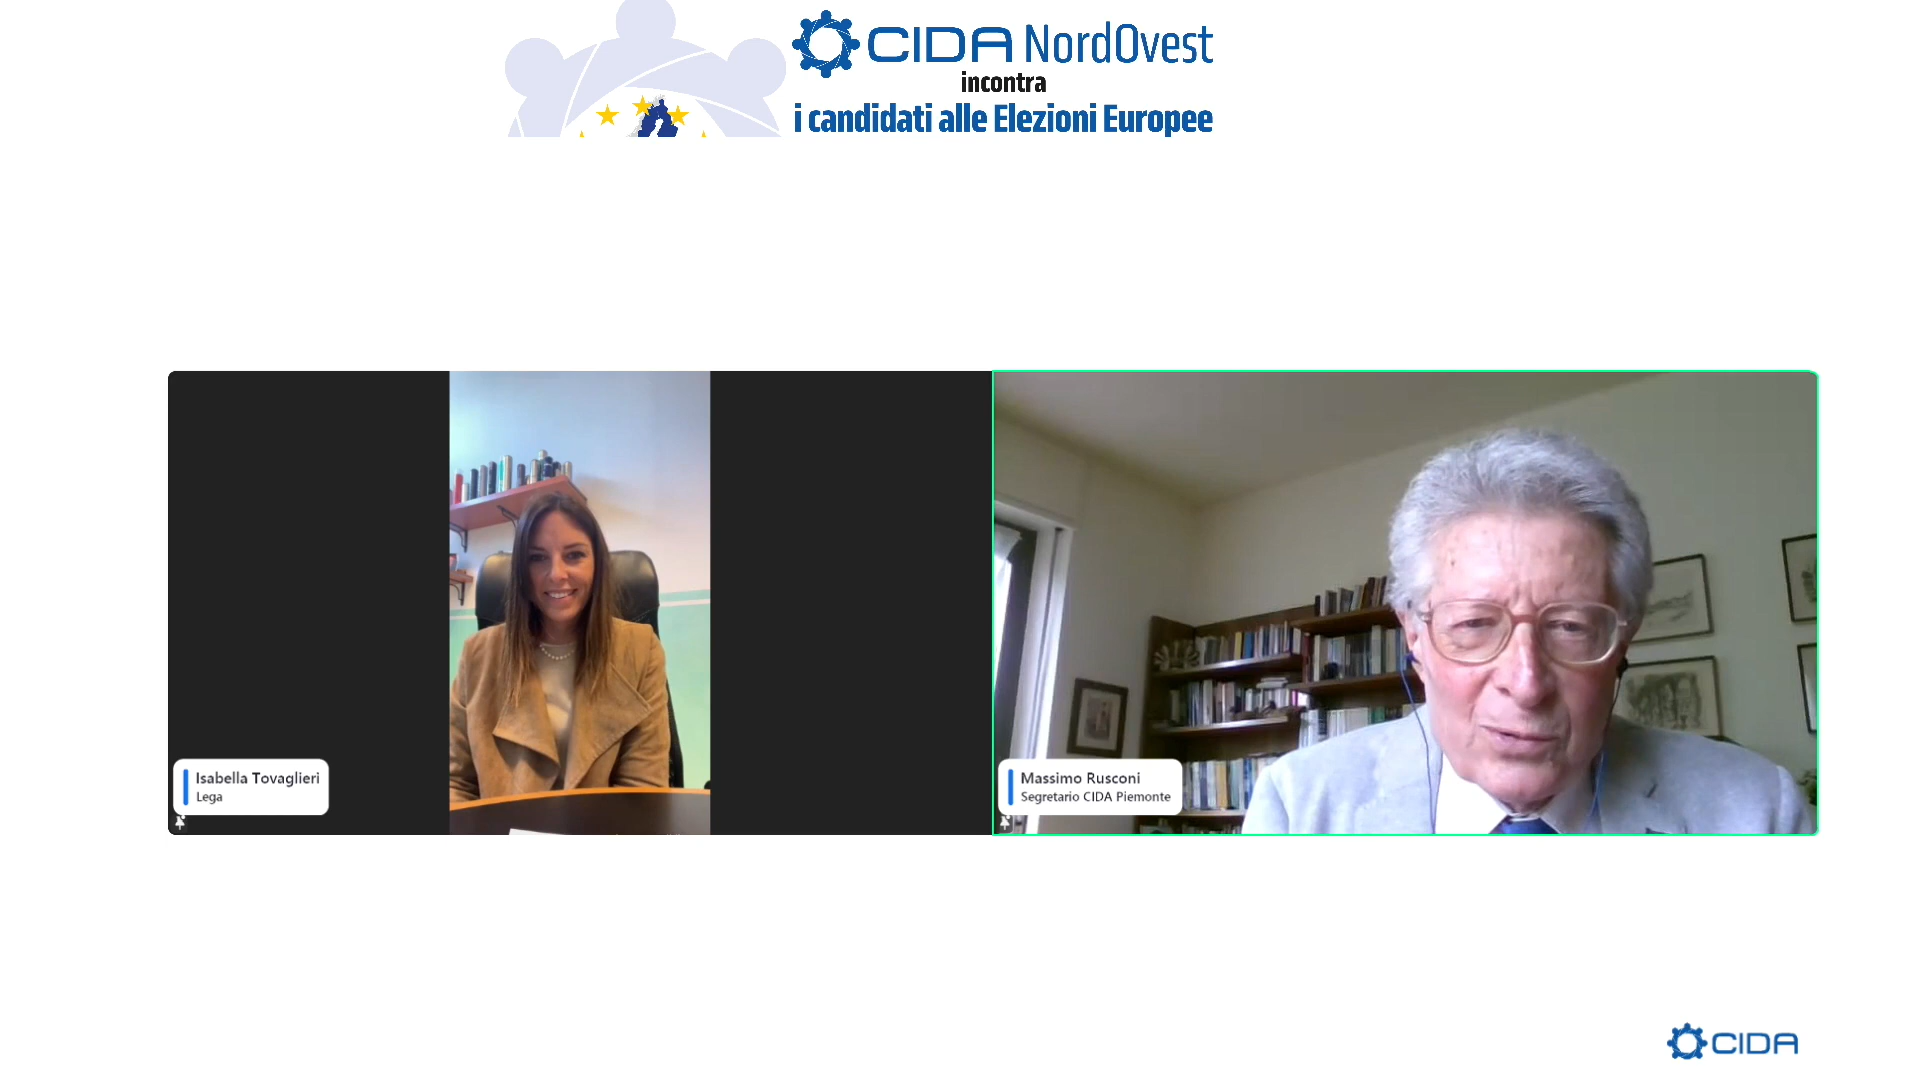 CIDA NordOvest
incontra
i candidati alle Elezioni Europee
Isabella Tovaglieri
Lega
Massimo Rusconi
Segretario CIDA Piemonte
CIDA